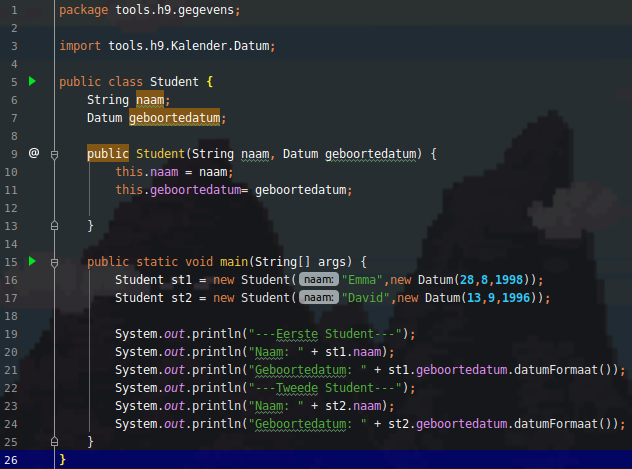 1 package tools.h9.gegevens;
2
3 import tools.h9.Kalender.Datum;
4
5 public class Student {
6 String naam;
7 Datum geboortedatum;
8
9 @ public Student(String naam, Datum geboortedatum) {
10 this.naam = naam;
11 this.geboortedatum= geboortedatum;
12
13 }
14
15 public static void main(String[] args) {
16 Student st1 = new Student( naam: "Emma",new Datum(28,8,1998));
17 Student st2 = new Student( naam: "David",new Datum(13,9,1996));
18
19 System.out.println("---Eerste Student---");
20 System.out.println("Naam: " + st1.naam);
21 System.out.println("Geboortedatum: " + st1.geboortedatum.datumFormaat());
22 System.out.println("---Tweede Student---");
23 System.out.println("Naam: " + st2.naam);
24 System.out.println("Geboortedatum: " + st2.geboortedatum.datumFormaat());
25 }
26 }